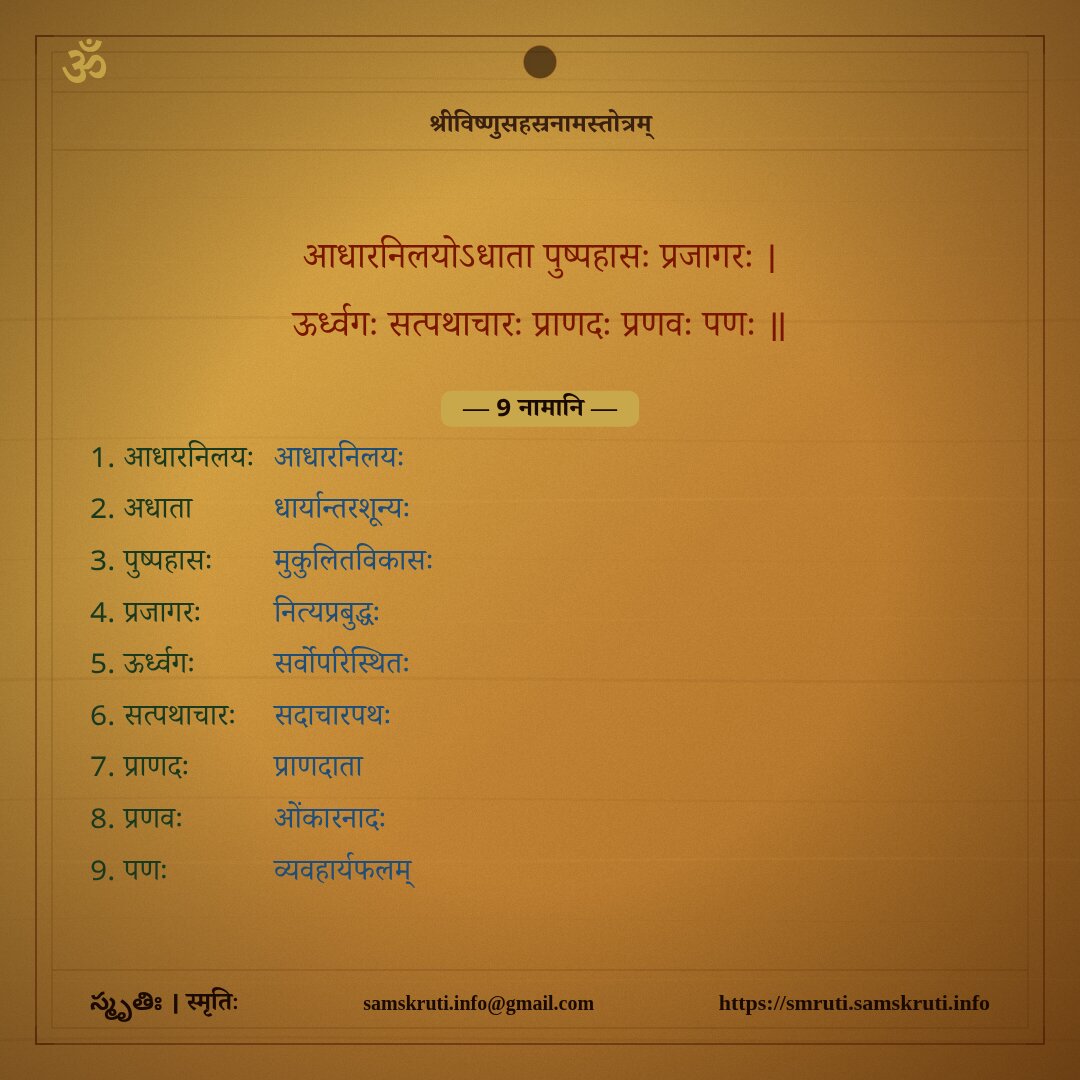 ॐ
श्रीविष्णुसहस्रनामस्तोत्रम्
आधारनिलयोऽधाता पुष्पहासः प्रजागरः |
ऊर्ध्वगः सत्पथाचारः प्राणदः प्रणवः पणः ||
— 9 नामानि —
1. आधारनिलयः आधारनिलयः
2. अधाता धार्यान्तरशून्यः
3. पुष्पहासः मुकुलितविकासः
4. प्रजागरः नित्यप्रबुद्धः
5. ऊर्ध्वगः सर्वोपरिस्थितः
6. सत्पथाचारः सदाचारपथः
7. प्राणदः प्राणदाता
8. प्रणवः ओंकारनादः
9. पणः व्यवहार्यफलम्
స్మృతిః | स्मृतिः samskruti.info@gmail.com https://smruti.samskruti.info